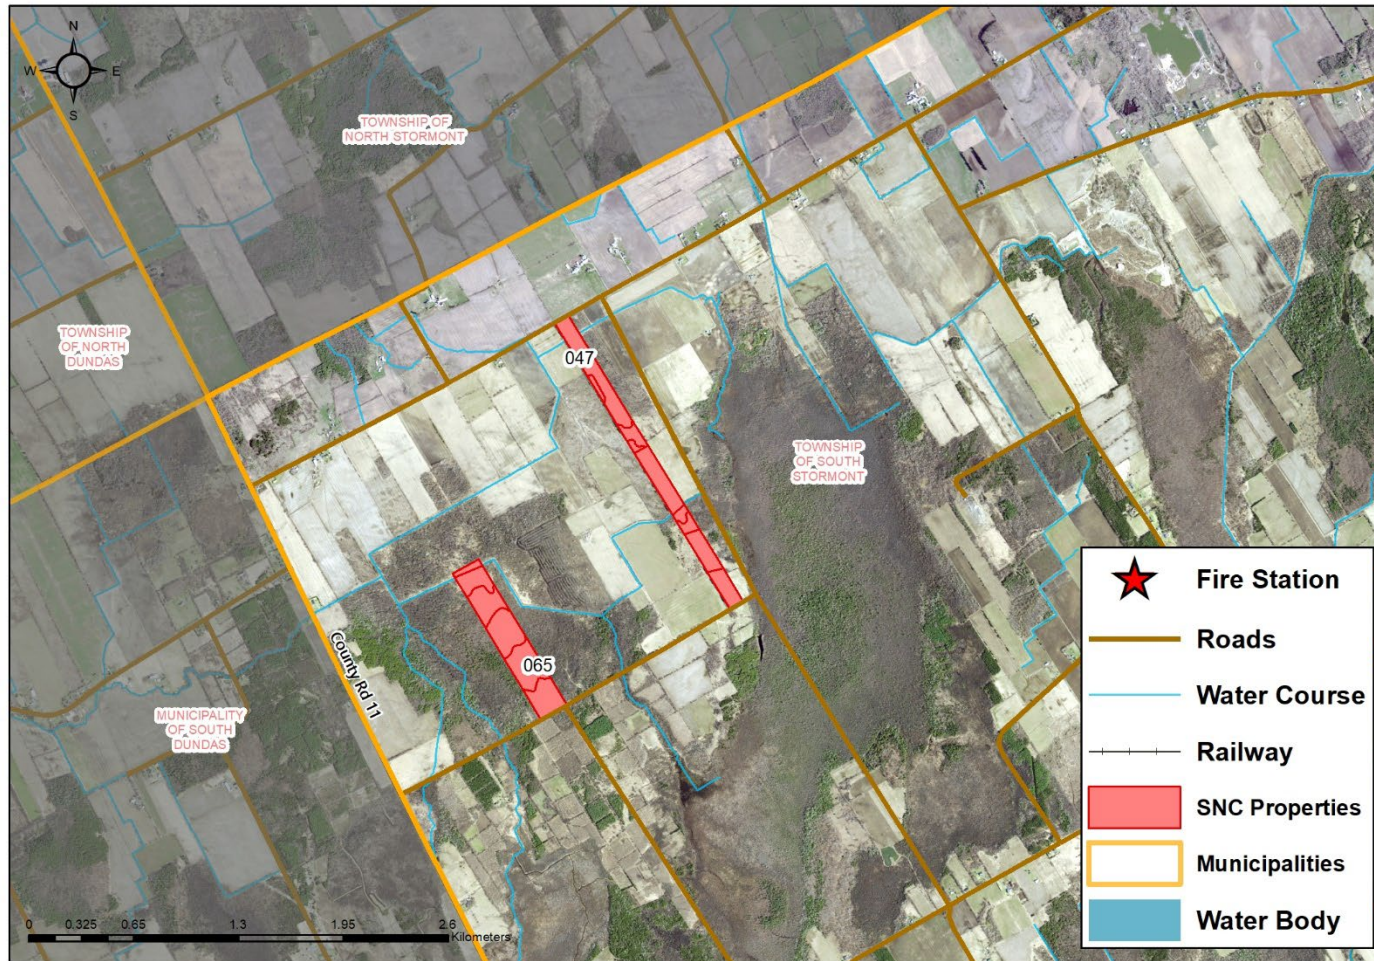 N
W E
S
TOWNSHIP OF
NORTH STORMONT
TOWNSHIP
OF NORTH
DUNDAS
047
TOWNSHIP
OF SOUTH
STORMONT
065
County Rd 11
MUNICIPALITY
OF SOUTH
DUNDAS
Fire Station
Roads
Water Course
Railway
SNC Properties
Municipalities
Water Body
0 0.325 0.65 1.3 1.95 2.6
Kilometers